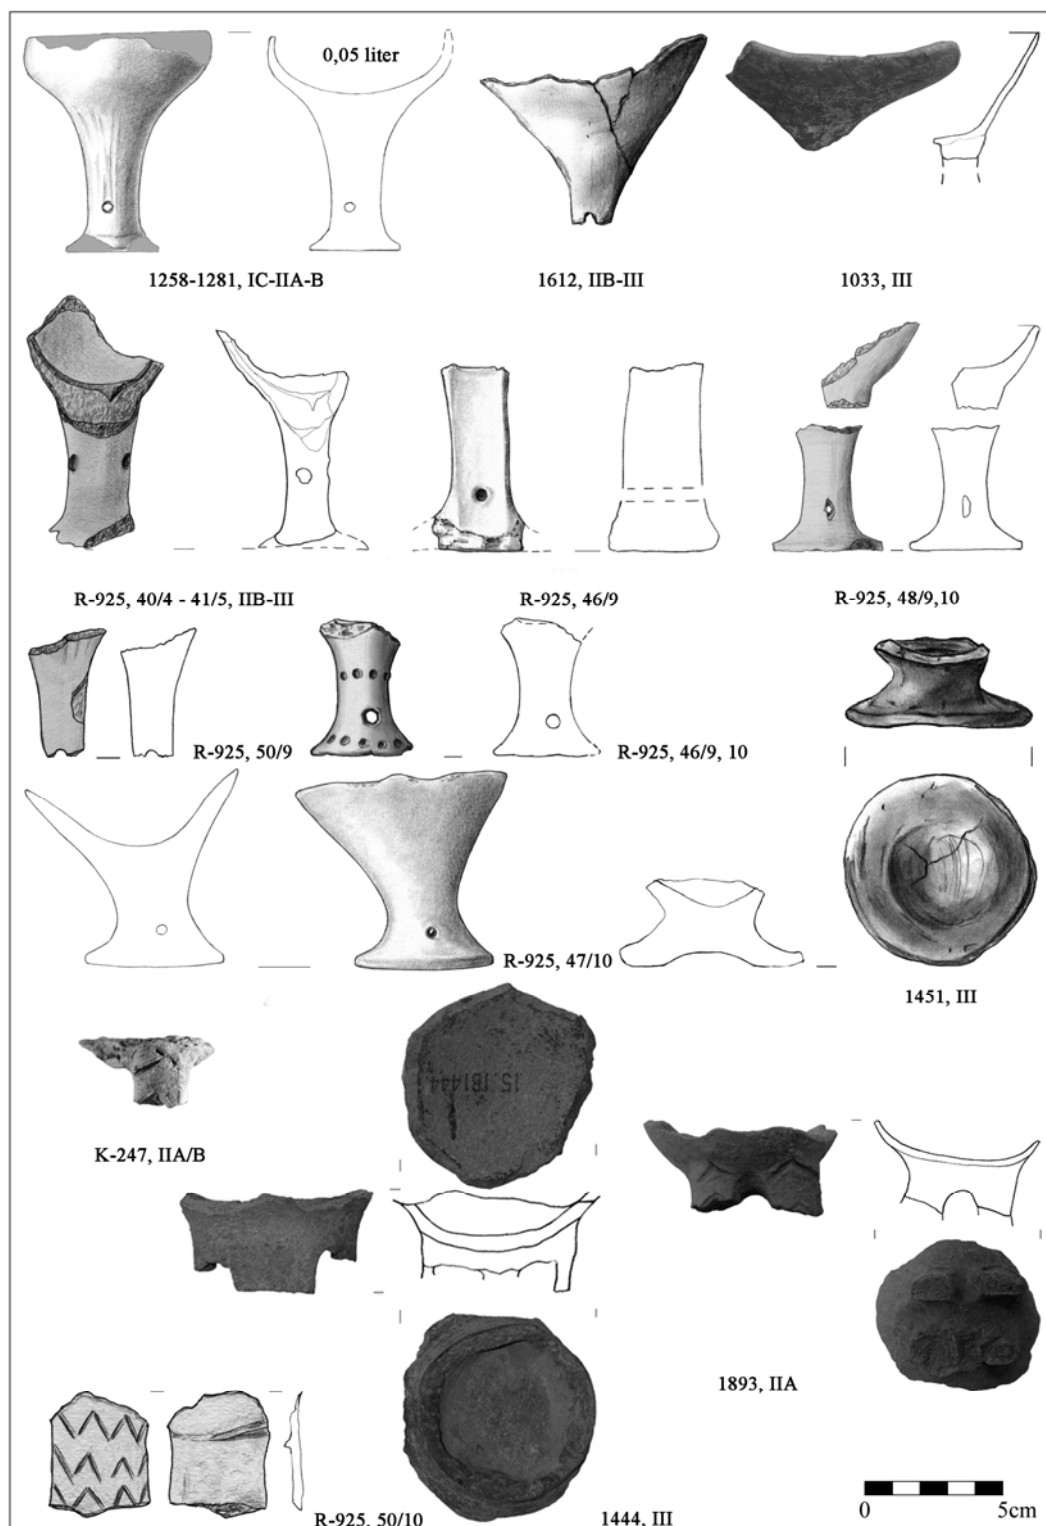 0,05 liter
1258-1281, IC-IIA-B
1612, IIB-III
1033, III
R-925, 40/4 - 41/5, IIB-III
R-925, 46/9
R-925, 48/9,10
R-925, 50/9
R-925, 46/9, 10
R-925, 47/10
1451, III
15.181444
K-247, IIA/B
1893, IIA
R-925, 50/10
1444, III
0
5cm